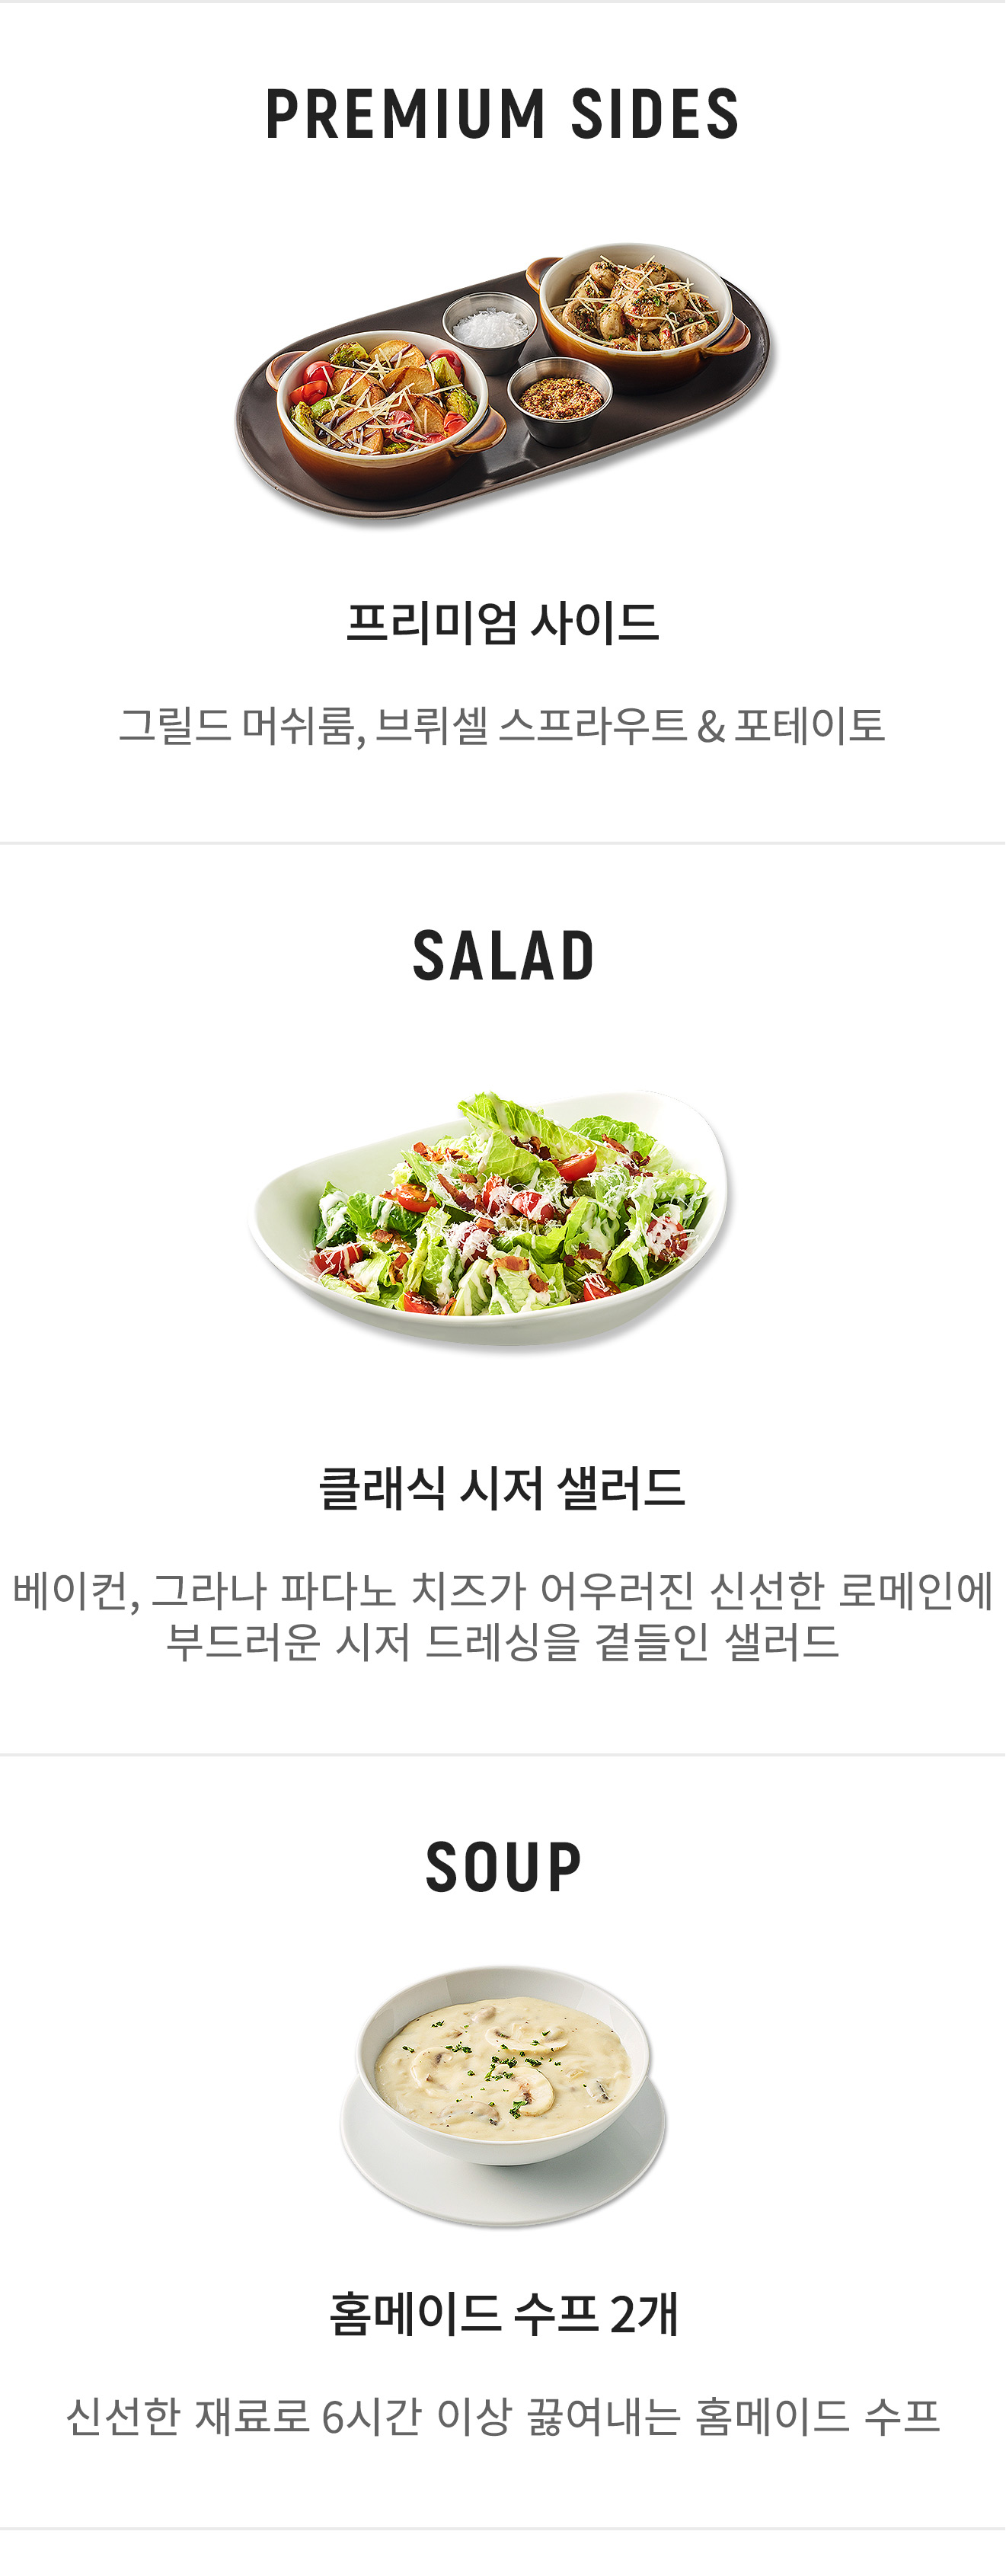 PREMIUM SIDES
프리미엄 사이드
그릴드 머쉬룸, 브뤼셀 스프라우트 & 포테이토
SALAD
클래식 시저 샐러드
베이컨, 그라나 파다노 치즈가 어우러진 신선한 로메인에
부드러운 시저 드레싱을 곁들인 샐러드
SOUP
홈메이드 수프 2개
신선한 재료로 6시간 이상 끓여내는 홈메이드 수프